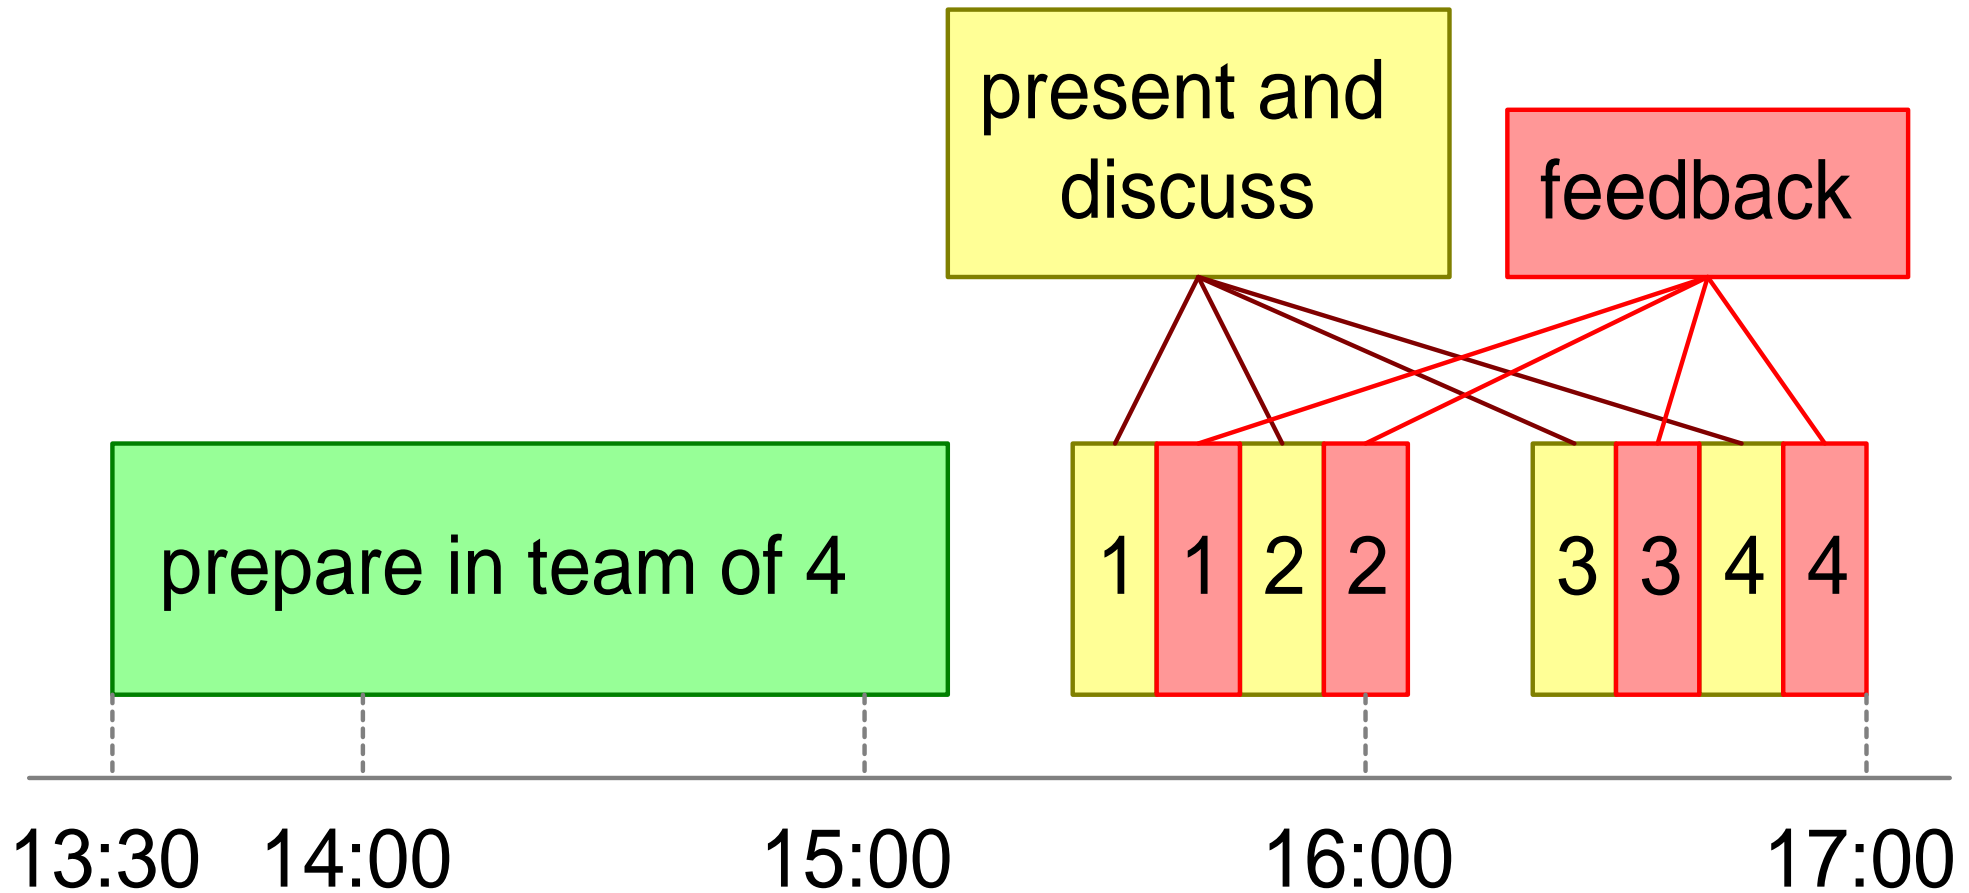 present and
discuss
feedback
prepare in team of 4
1 1 2 2
3 3 4 4
13:30 14:00 15:00 16:00 17:00